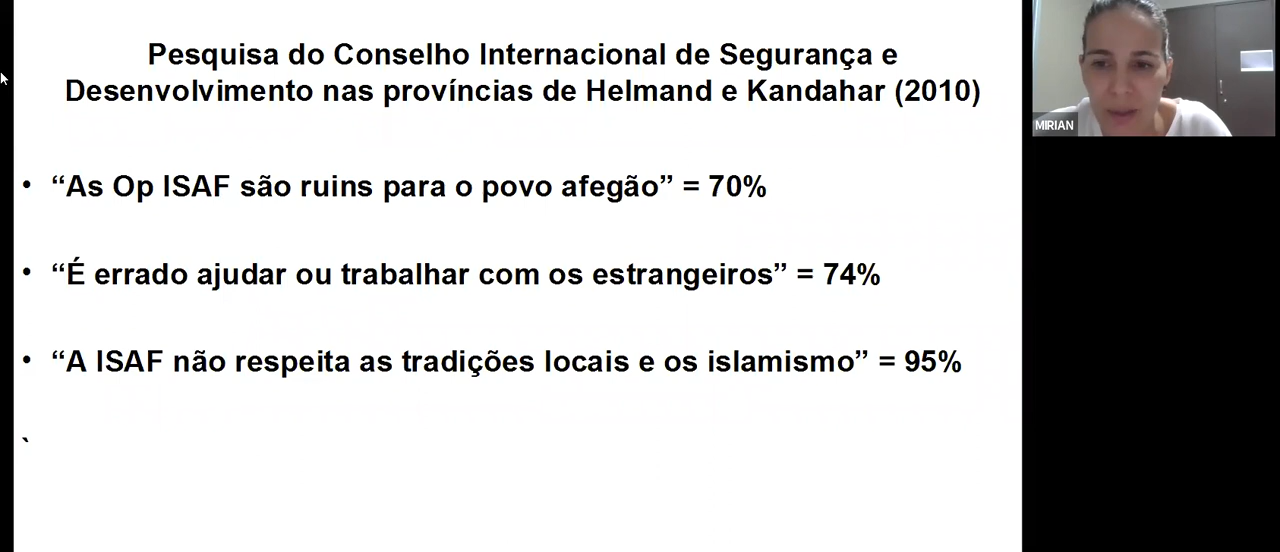 Pesquisa do Conselho Internacional de Segurança e
Desenvolvimento nas províncias de Helmand e Kandahar (2010)
• “As Op ISAF são ruins para o povo afegão” = 70%
• “É errado ajudar ou trabalhar com os estrangeiros” = 74%
• “A ISAF não respeita as tradições locais e os islamismo” = 95%
`
MIRIAN